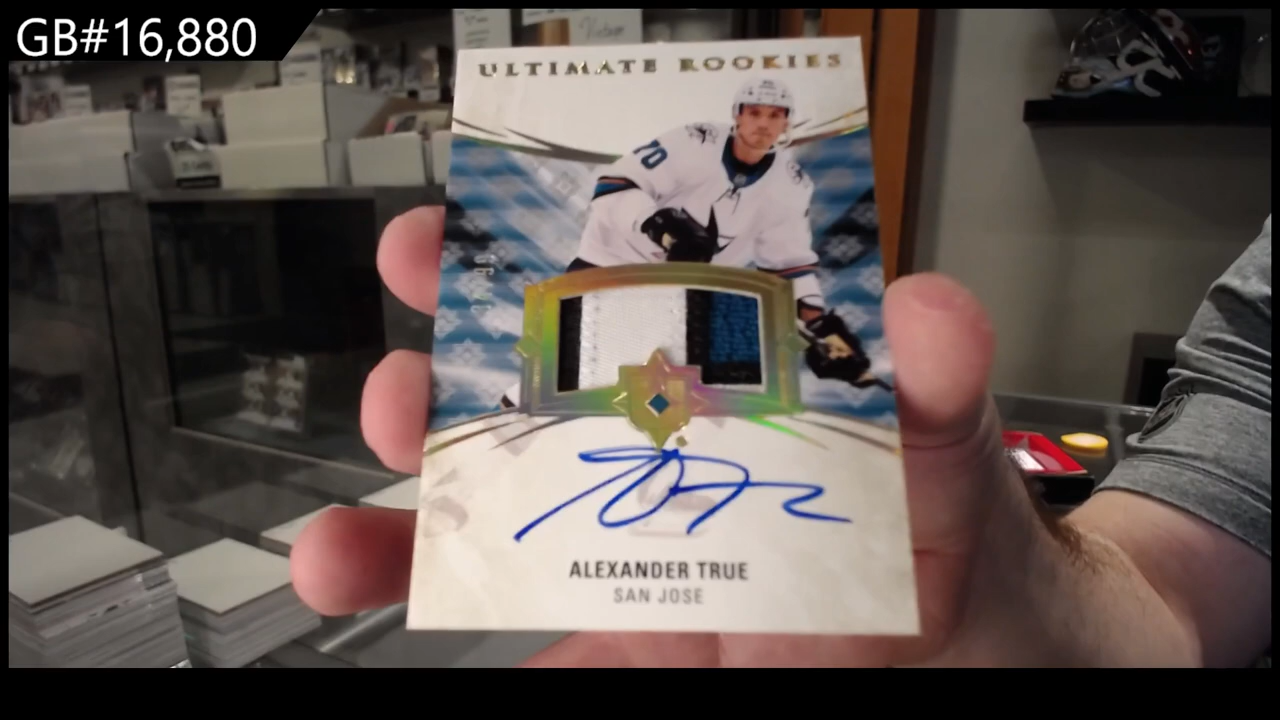 GB#16,880
ULTIMATE ROOKIES
70
ALEXANDER TRUE
SAN JOSE